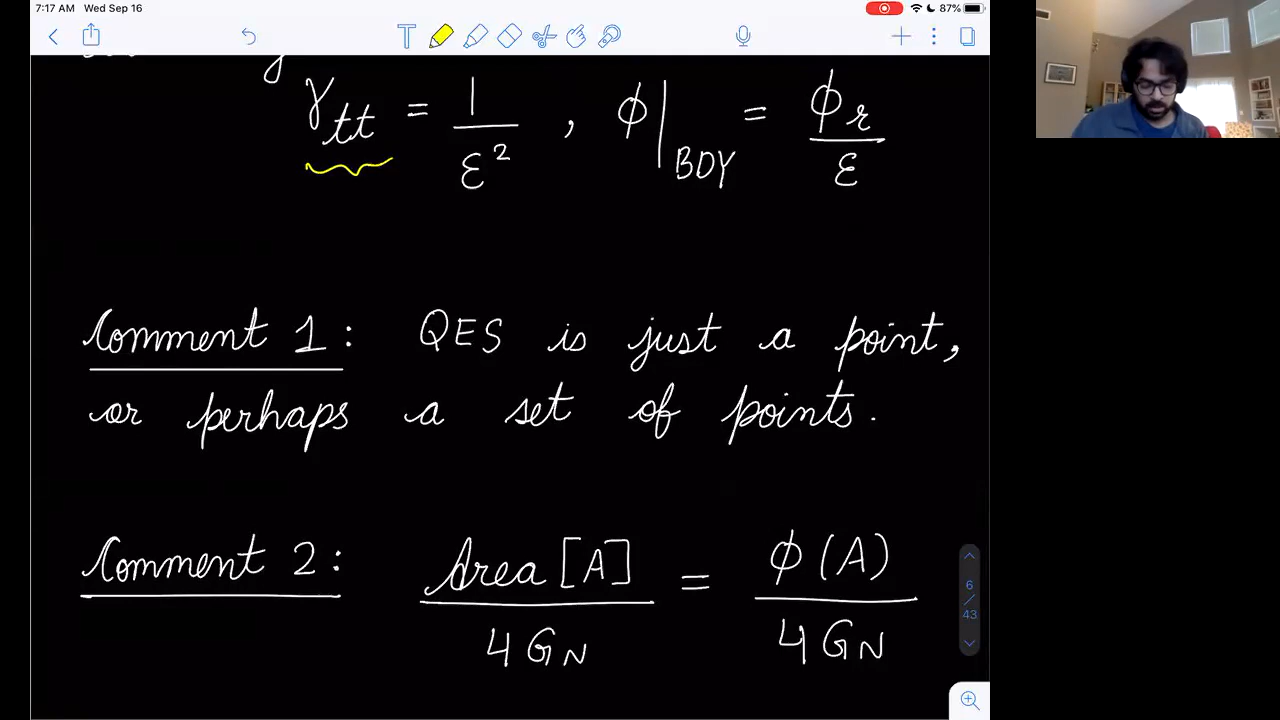 7:17 AM Wed Sep 16 87%
γtt = 1/ε² , ϕ|BDY = ϕr/ε
Comment 1: QES is just a point,
or perhaps a set of points.
Comment 2: Area[A]/4GN = ϕ(A)/4GN
6
/
43